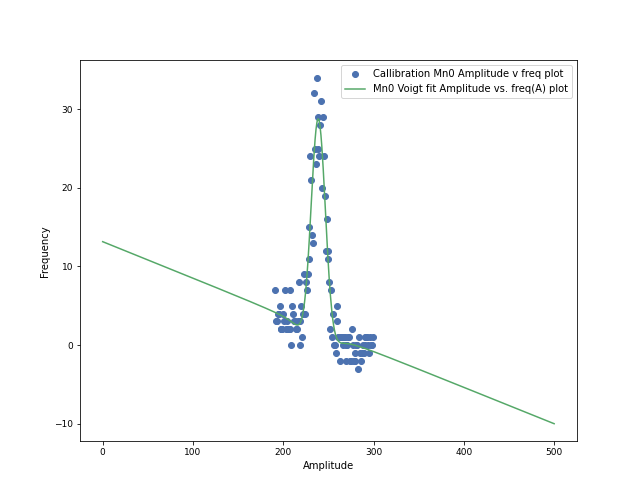 Callibration Mn0 Amplitude v freq plot
Mn0 Voigt fit Amplitude vs. freq(A) plot
30
20
10
0
−10
Frequency
0 100 200 300 400 500
Amplitude